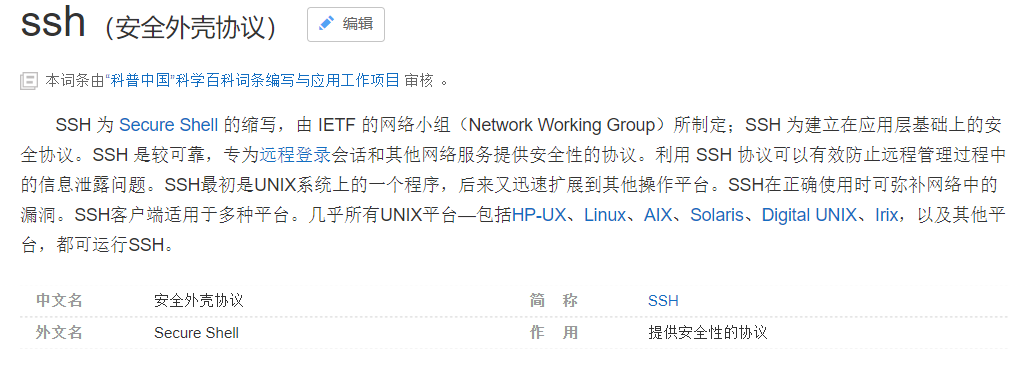 ssh（安全外壳协议） 编辑
本词条由“科普中国”科学百科词条编写与应用工作项目 审核 。
SSH 为 Secure Shell 的缩写，由 IETF 的网络小组（Network Working Group）所制定；SSH 为建立在应用层基础上的安
全协议。SSH 是较可靠，专为远程登录会话和其他网络服务提供安全性的协议。利用 SSH 协议可以有效防止远程管理过程中
的信息泄露问题。SSH最初是UNIX系统上的一个程序，后来又迅速扩展到其他操作平台。SSH在正确使用时可弥补网络中的
漏洞。SSH客户端适用于多种平台。几乎所有UNIX平台—包括HP-UX、Linux、AIX、Solaris、Digital UNIX、Irix，以及其他平
台，都可运行SSH。
中文名 安全外壳协议 简 称 SSH
外文名 Secure Shell 作 用 提供安全性的协议